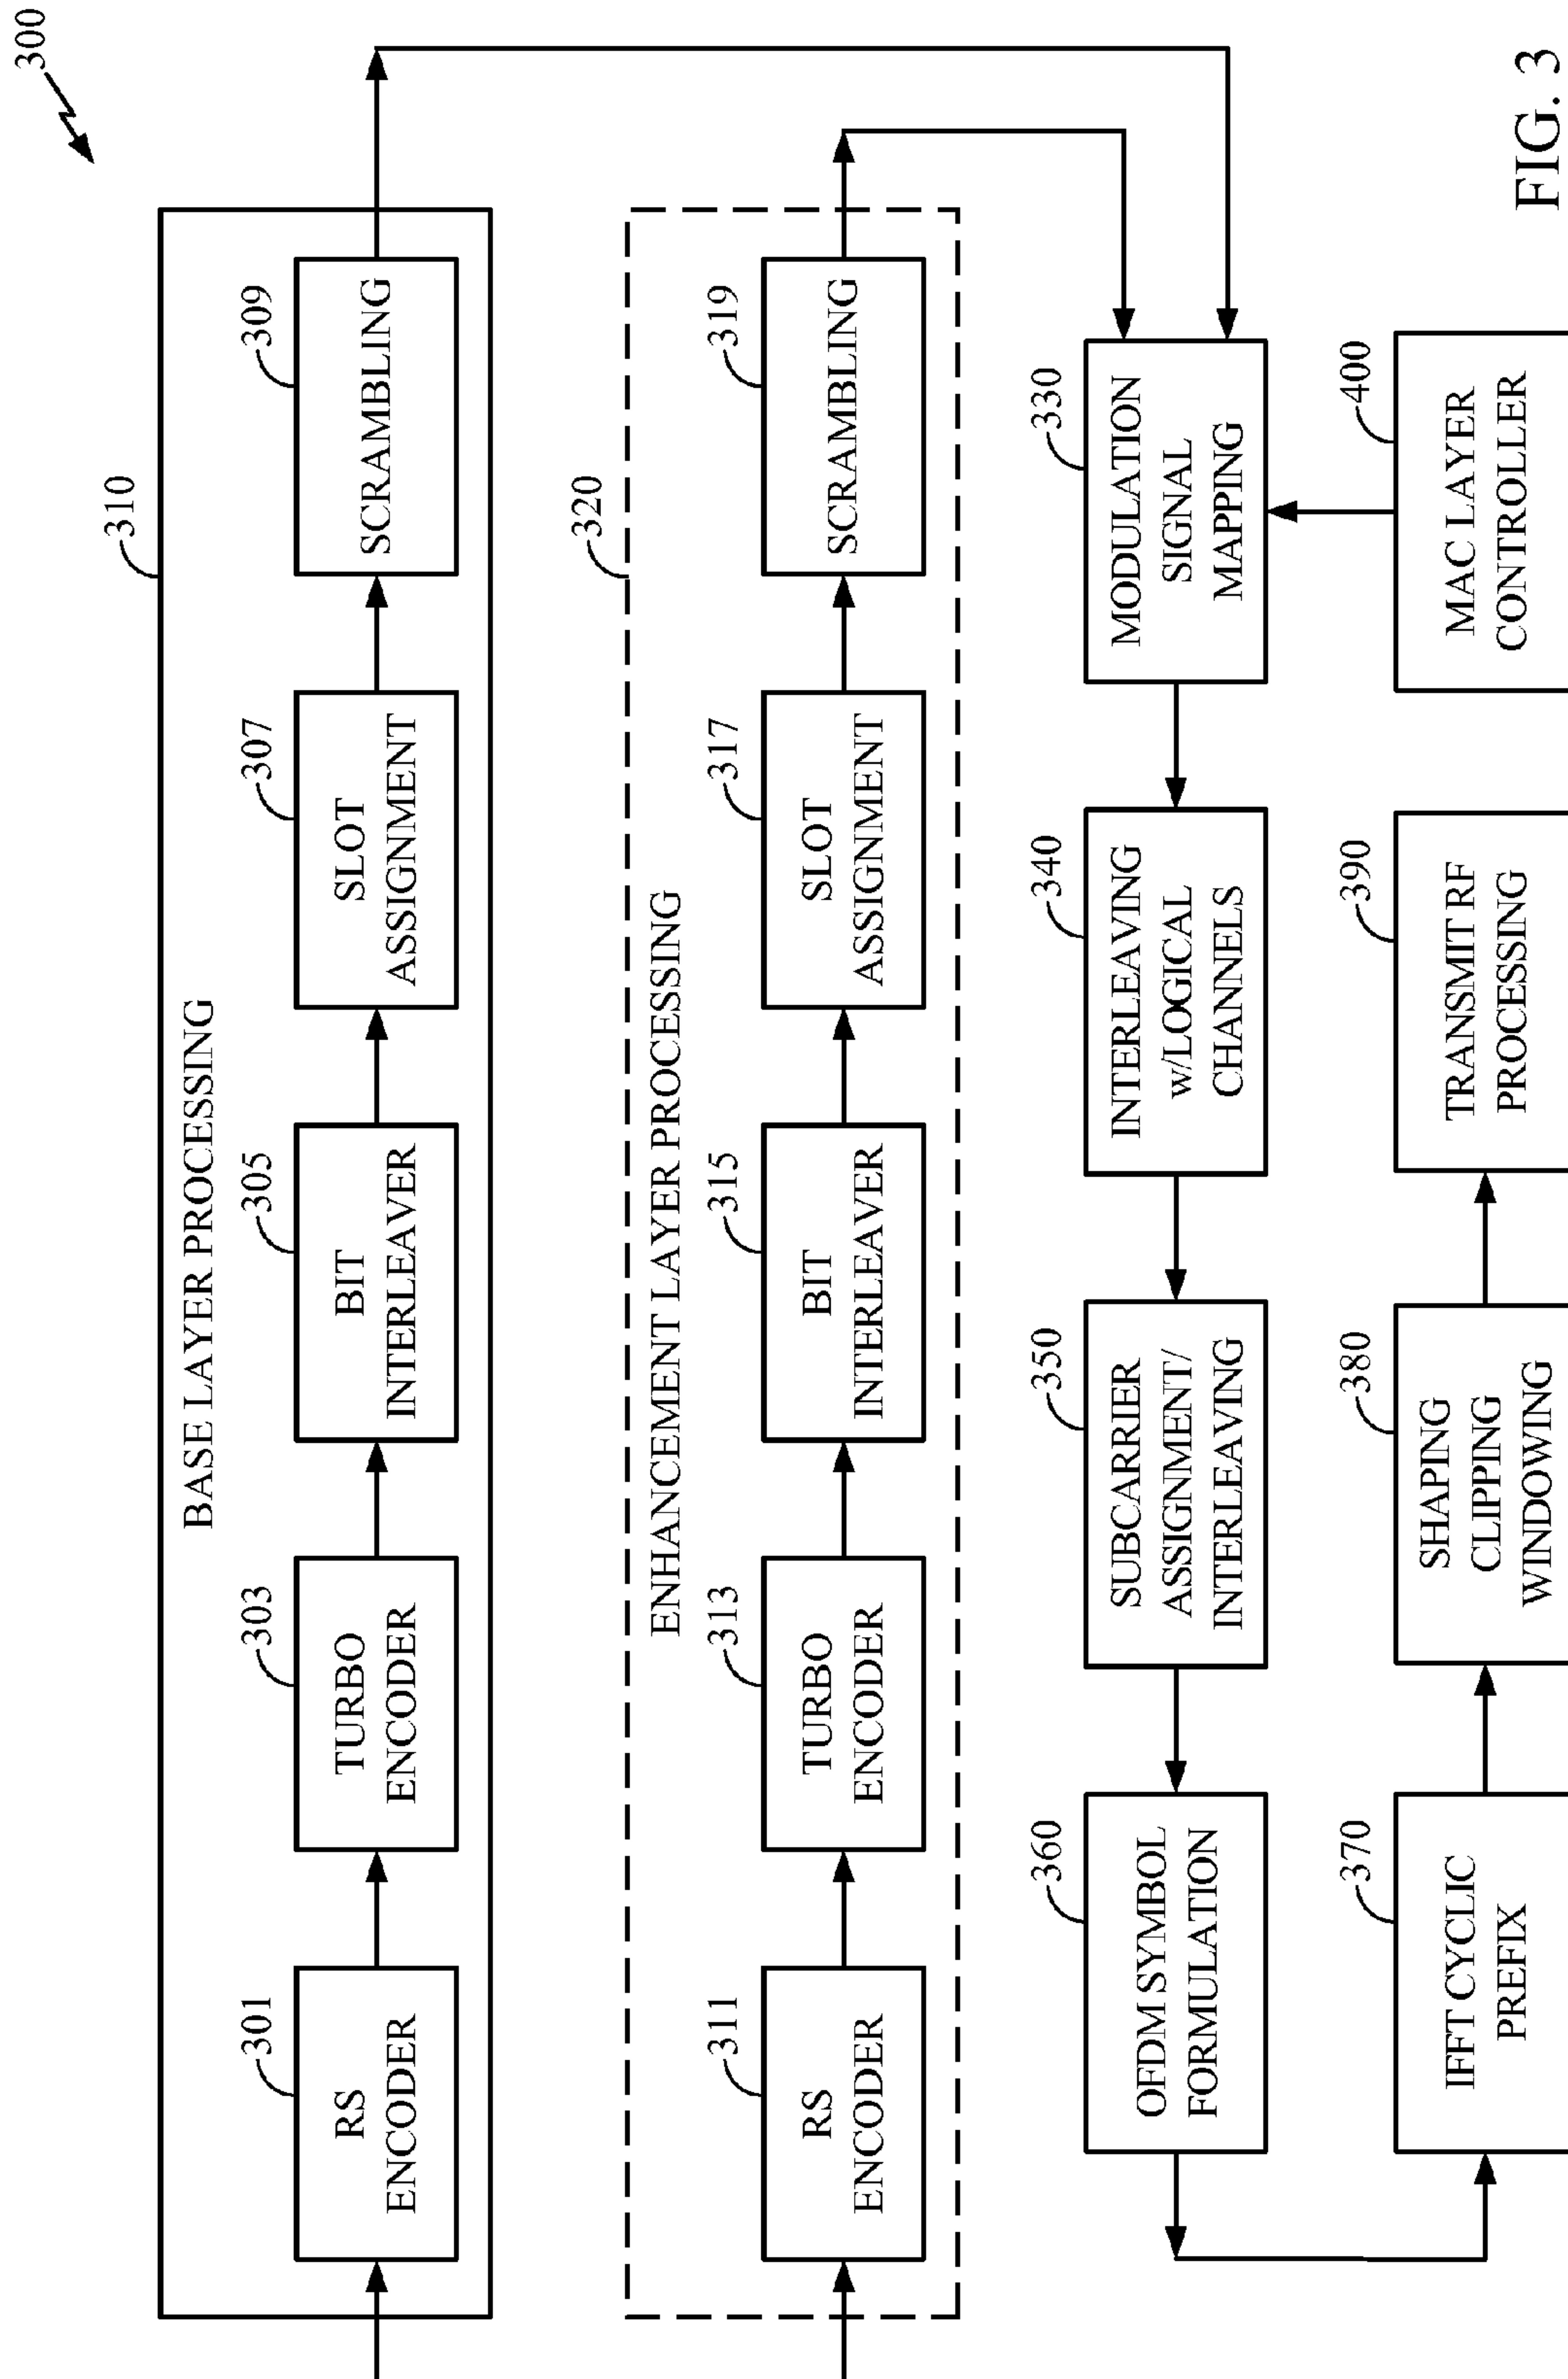 300
310
BASE LAYER PROCESSING
301
RS
ENCODER
303
TURBO
ENCODER
305
BIT
INTERLEAVER
307
SLOT
ASSIGNMENT
309
SCRAMBLING
320
ENHANCEMENT LAYER PROCESSING
311
RS
ENCODER
313
TURBO
ENCODER
315
BIT
INTERLEAVER
317
SLOT
ASSIGNMENT
319
SCRAMBLING
360
OFDM SYMBOL
FORMULATION
350
SUBCARRIER
ASSIGNMENT/
INTERLEAVING
340
INTERLEAVING
w/LOGICAL
CHANNELS
330
MODULATION
SIGNAL
MAPPING
370
IFFT CYCLIC
PREFIX
380
SHAPING
CLIPPING
WINDOWING
390
TRANSMIT RF
PROCESSING
400
MAC LAYER
CONTROLLER
FIG. 3